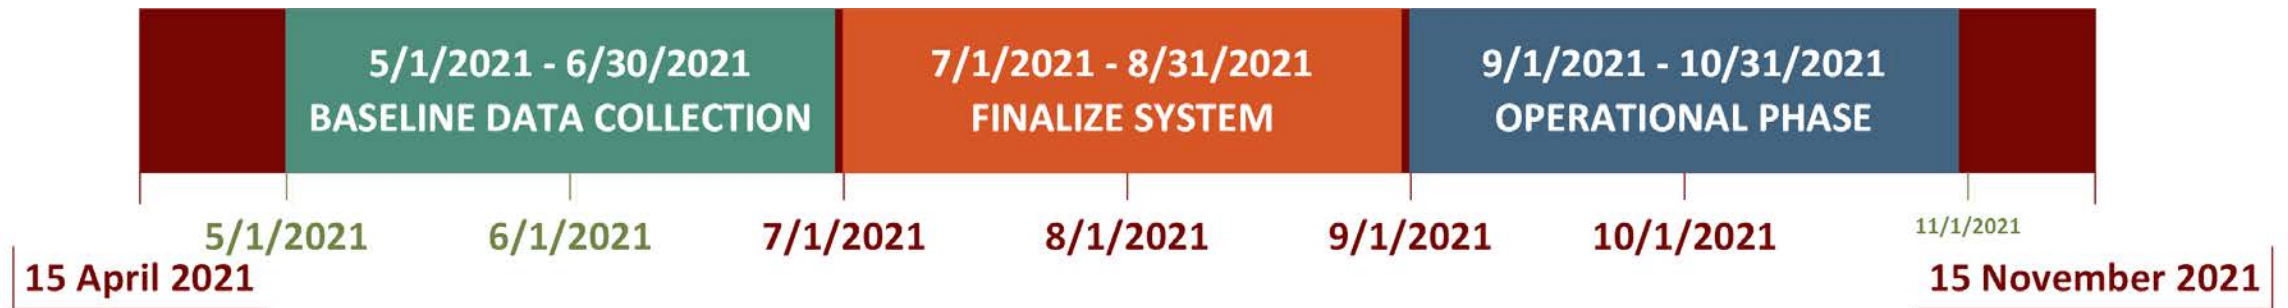 5/1/2021 - 6/30/2021
BASELINE DATA COLLECTION
7/1/2021 - 8/31/2021
FINALIZE SYSTEM
9/1/2021 - 10/31/2021
OPERATIONAL PHASE
5/1/2021
6/1/2021
7/1/2021
8/1/2021
9/1/2021
10/1/2021
11/1/2021
15 April 2021
15 November 2021